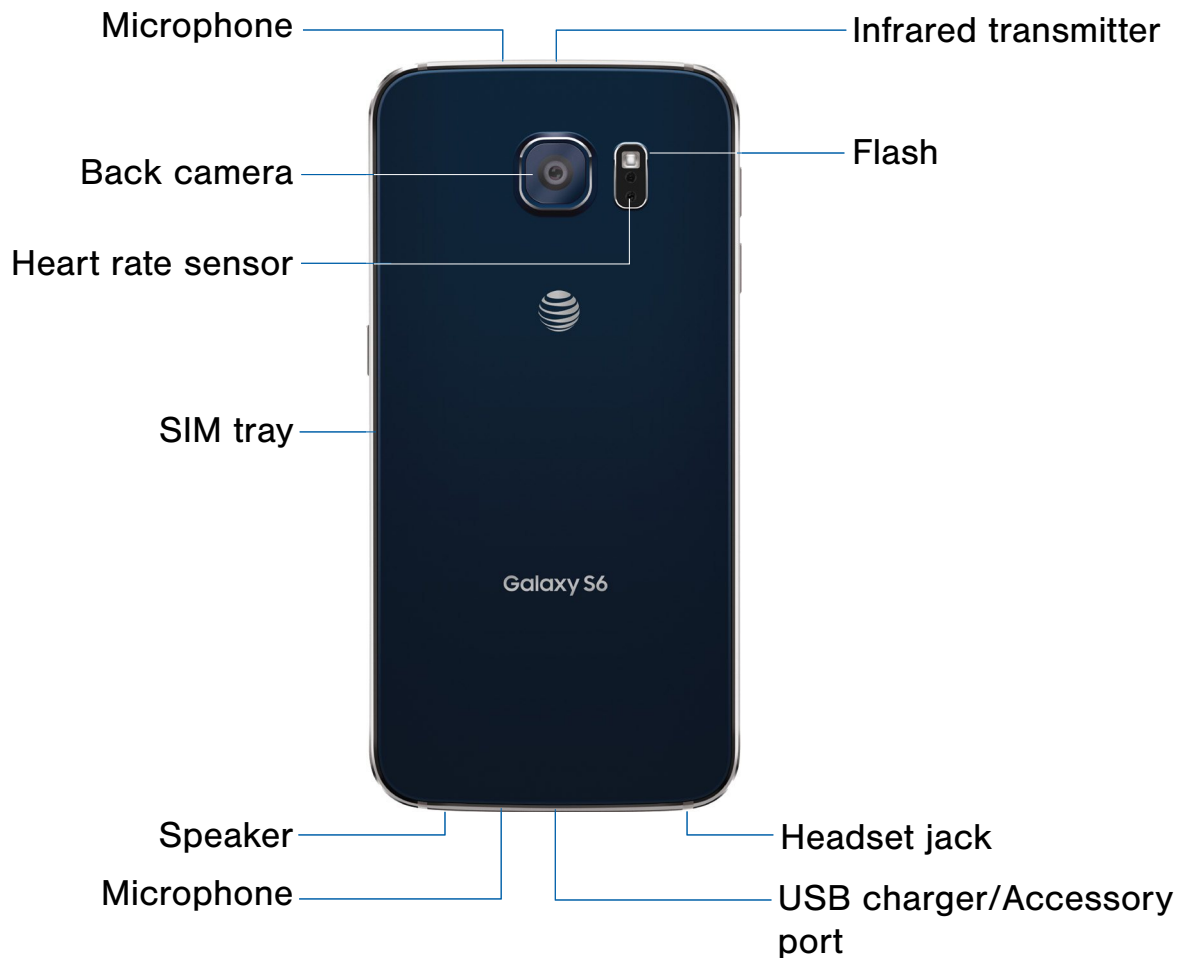 Microphone
Infrared transmitter
Back camera
Flash
Heart rate sensor
SIM tray
Galaxy S6
Speaker
Headset jack
Microphone
USB charger/Accessory
port